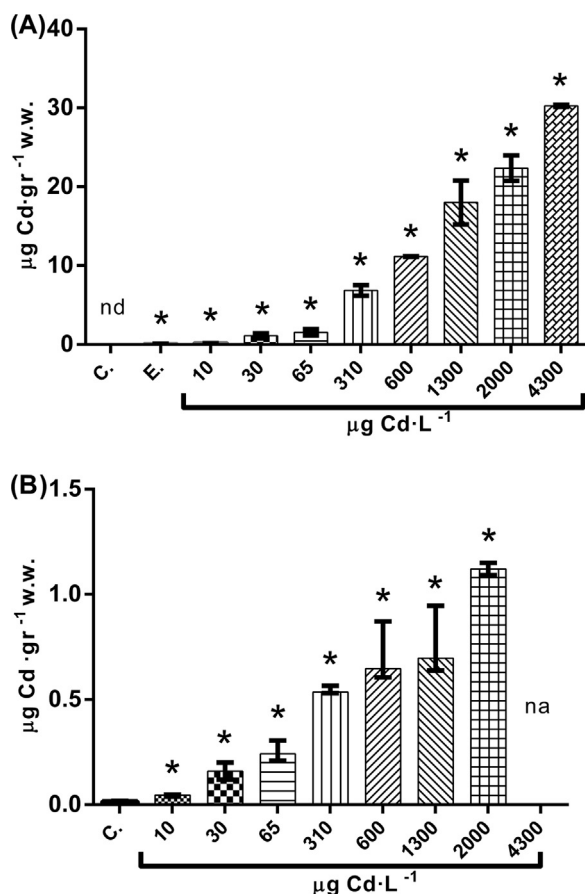 (A)
40
30
20
10
0
µg Cd·gr⁻¹ w.w.
nd
* * * * * * * * *
C. E. 10 30 65 310 600 1300 2000 4300
µg Cd·L ⁻¹
(B)
1.5
1.0
0.5
0.0
µg Cd ·gr ⁻¹ w.w.
* * * * * * *
na
C. 10 30 65 310 600 1300 2000 4300
µg Cd·L⁻¹